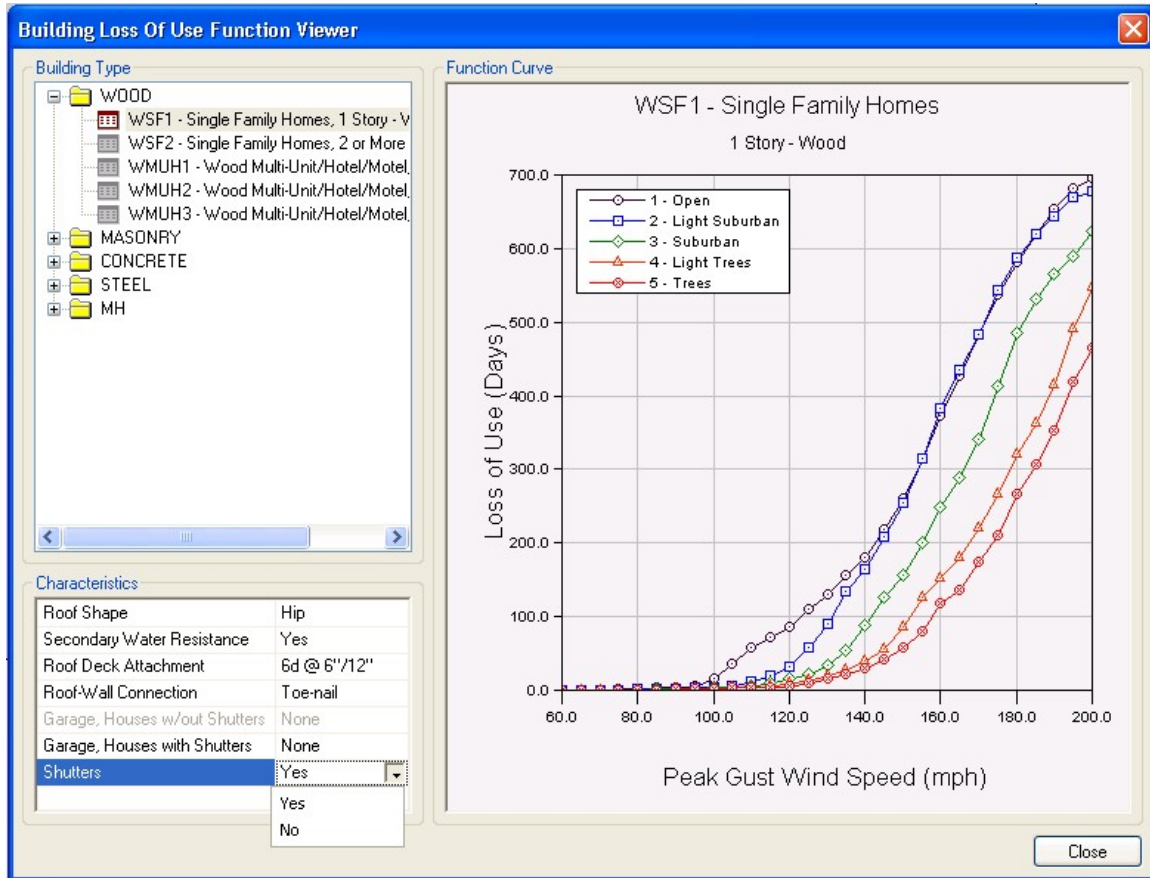 Building Loss Of Use Function Viewer
Building Type
WOOD
WSF1 - Single Family Homes, 1 Story - W
WSF2 - Single Family Homes, 2 or More
WMUH1 - Wood Multi-Unit/Hotel/Motel,
WMUH2 - Wood Multi-Unit/Hotel/Motel,
WMUH3 - Wood Multi-Unit/Hotel/Motel,
MASONRY
CONCRETE
STEEL
MH
Characteristics
Roof Shape Hip
Secondary Water Resistance Yes
Roof Deck Attachment 6d @ 6"/12"
Roof-Wall Connection Toe-nail
Garage, Houses w/out Shutters None
Garage, Houses with Shutters None
Shutters Yes
Yes
No
Function Curve
WSF1 - Single Family Homes
1 Story - Wood
1 - Open
2 - Light Suburban
3 - Suburban
4 - Light Trees
5 - Trees
Loss of Use (Days)
700.0
600.0
500.0
400.0
300.0
200.0
100.0
0.0
60.0 80.0 100.0 120.0 140.0 160.0 180.0 200.0
Peak Gust Wind Speed (mph)
Close